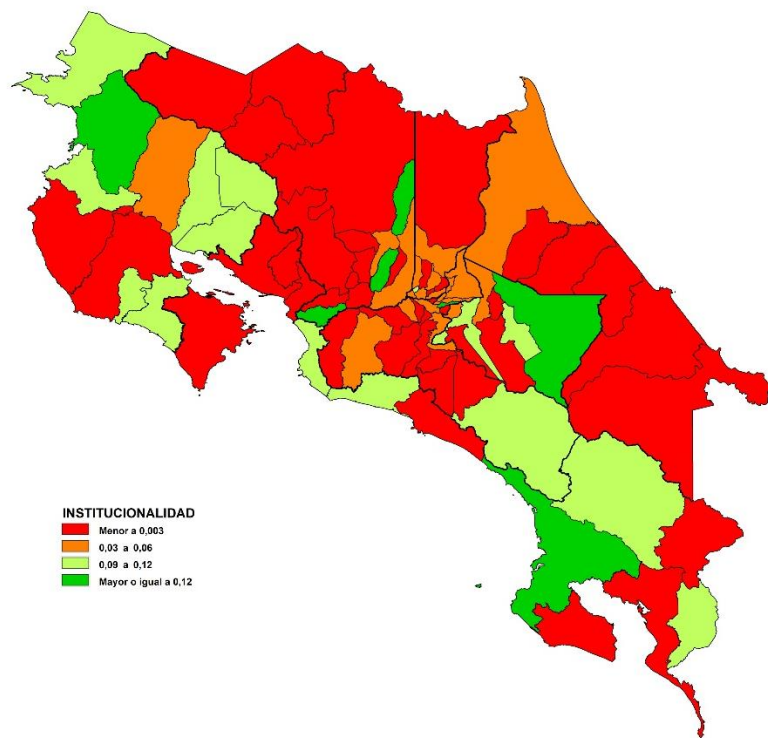 INSTITUCIONALIDAD
Menor a 0,003
0,03 a 0,06
0,09 a 0,12
Mayor o igual a 0,12